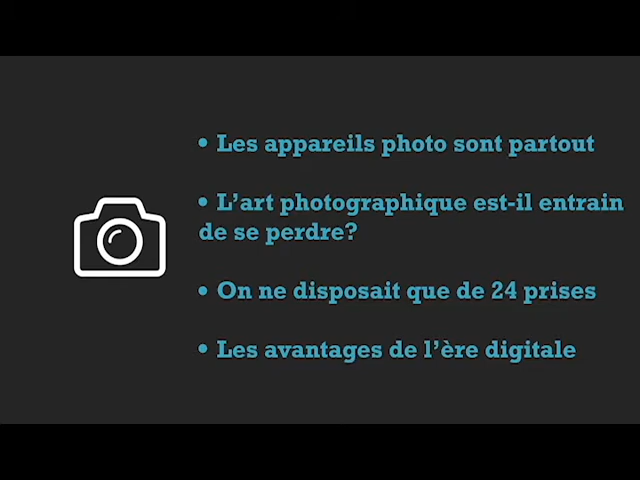 • Les appareils photo sont partout
• L’art photographique est-il entrain
de se perdre?
• On ne disposait que de 24 prises
• Les avantages de l’ère digitale